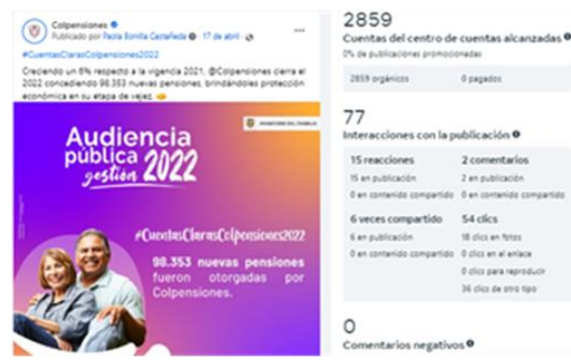 Colpensiones
Publicado por Paola Bonilla Castañeda · 17 de abril ·
#CuentasClarasColpensiones2022
Creciendo un 6% respecto a la vigencia 2021, @Colpensiones cierra el
2022 concediendo 98.353 nuevas pensiones, brindándoles protección
económica en su etapa de vejez.
MINISTERIO DEL TRABAJO
Audiencia
pública
gestión 2022
#CuentasClarasColpensiones2022
98.353 nuevas pensiones
fueron otorgadas por
Colpensiones.
2859
Cuentas del centro de cuentas alcanzadas
0% de publicaciones promocionadas
2859 orgánicos 0 pagados
77
Interacciones con la publicación
15 reacciones 2 comentarios
15 en publicación 2 en publicación
0 en contenido compartido 0 en contenido compartido
6 veces compartido 54 clics
6 en publicación 18 clics en fotos
0 en contenido compartido 0 clics en el enlace
0 clics para reproducir
36 clics de otro tipo
0
Comentarios negativos